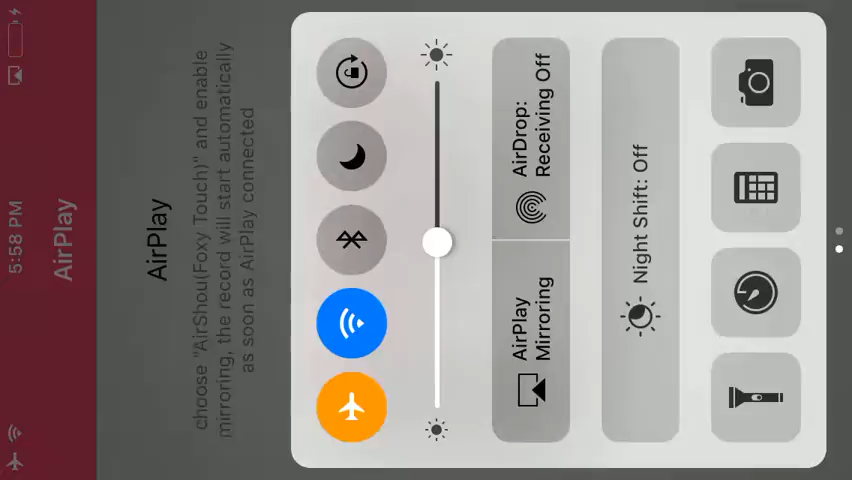 5:58 PM
AirPlay
AirPlay
choose "AirShou(Foxy Touch)" and enable
mirroring, the record will start automatically
as soon as AirPlay connected
AirPlay
Mirroring
AirDrop:
Receiving Off
Night Shift: Off